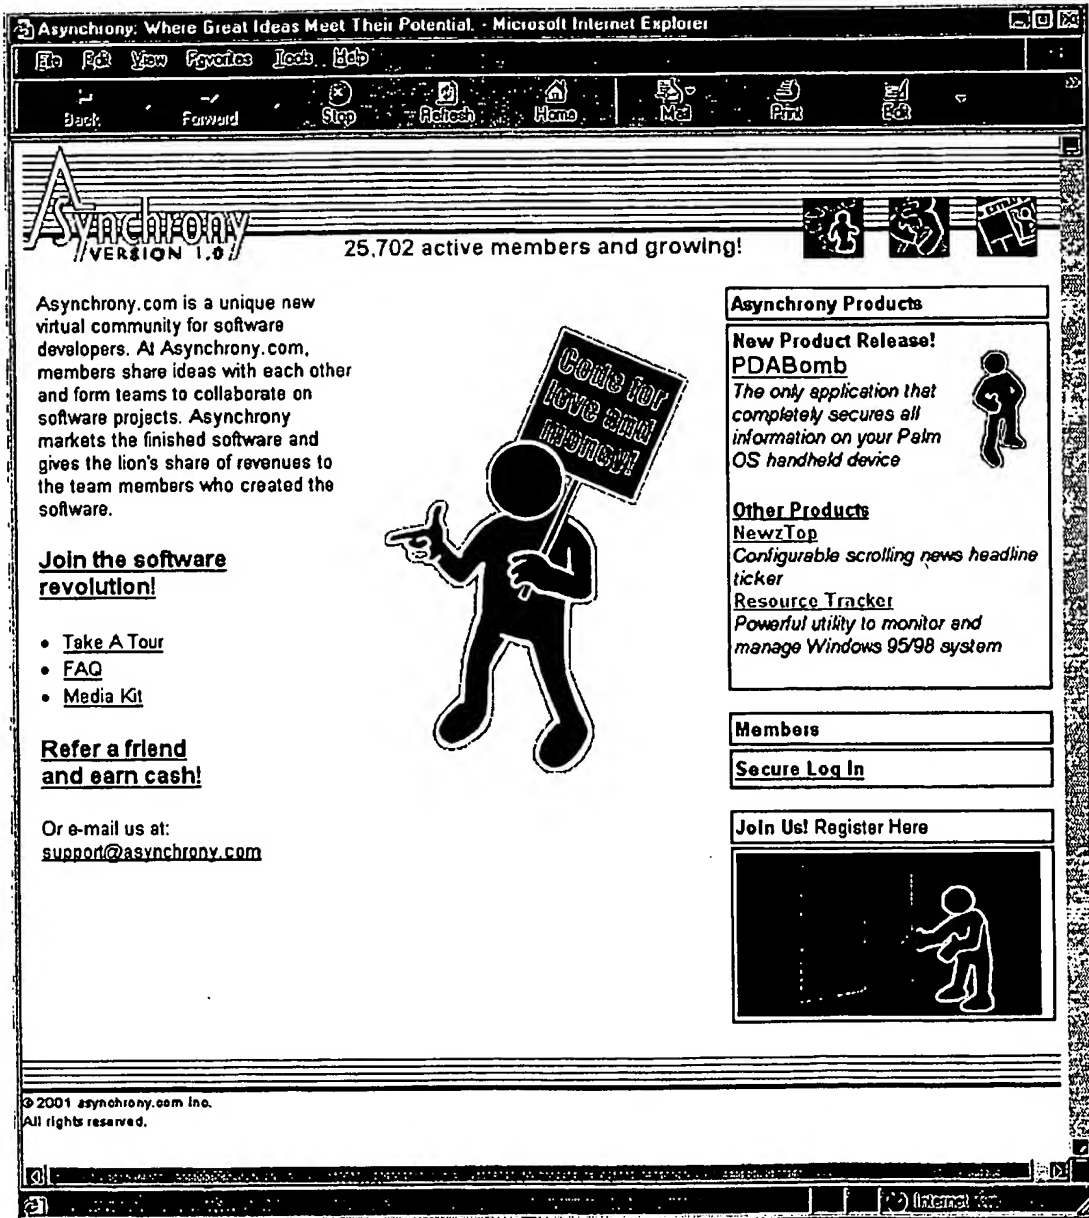 Asynchrony: Where Great Ideas Meet Their Potential. - Microsoft Internet Explorer
File Edit View Favorites Tools Help
Back Forward Stop Refresh Home Mail Print Edit
Asynchrony
//VERSION 1.0//
25,702 active members and growing!
Asynchrony.com is a unique new
virtual community for software
developers. At Asynchrony.com,
members share ideas with each other
and form teams to collaborate on
software projects. Asynchrony
markets the finished software and
gives the lion's share of revenues to
the team members who created the
software.
Join the software
revolution!
• Take A Tour
• FAQ
• Media Kit
Refer a friend
and earn cash!
Or e-mail us at:
support@asynchrony.com
Code for
love and
money!
Asynchrony Products
New Product Release!
PDABomb
The only application that
completely secures all
information on your Palm
OS handheld device
Other Products
NewzTop
Configurable scrolling news headline
ticker
Resource Tracker
Powerful utility to monitor and
manage Windows 95/98 system
Members
Secure Log In
Join Us! Register Here
© 2001 asynchrony.com Inc.
All rights reserved.
Internet